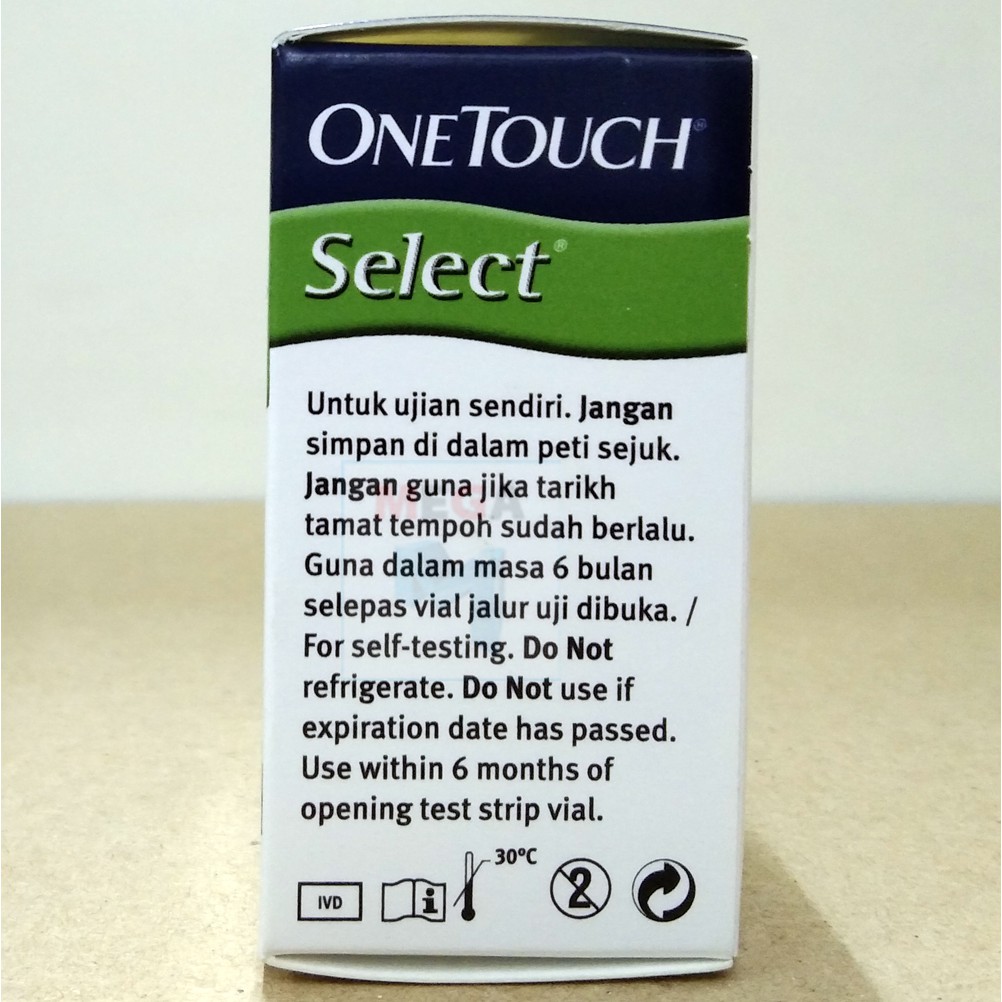 ONETOUCH®
Select®
Untuk ujian sendiri. Jangan
simpan di dalam peti sejuk.
Jangan guna jika tarikh
tamat tempoh sudah berlalu.
Guna dalam masa 6 bulan
selepas vial jalur uji dibuka. /
For self-testing. Do Not
refrigerate. Do Not use if
expiration date has passed.
Use within 6 months of
opening test strip vial.
30°C
IVD i 2
MEGA
M